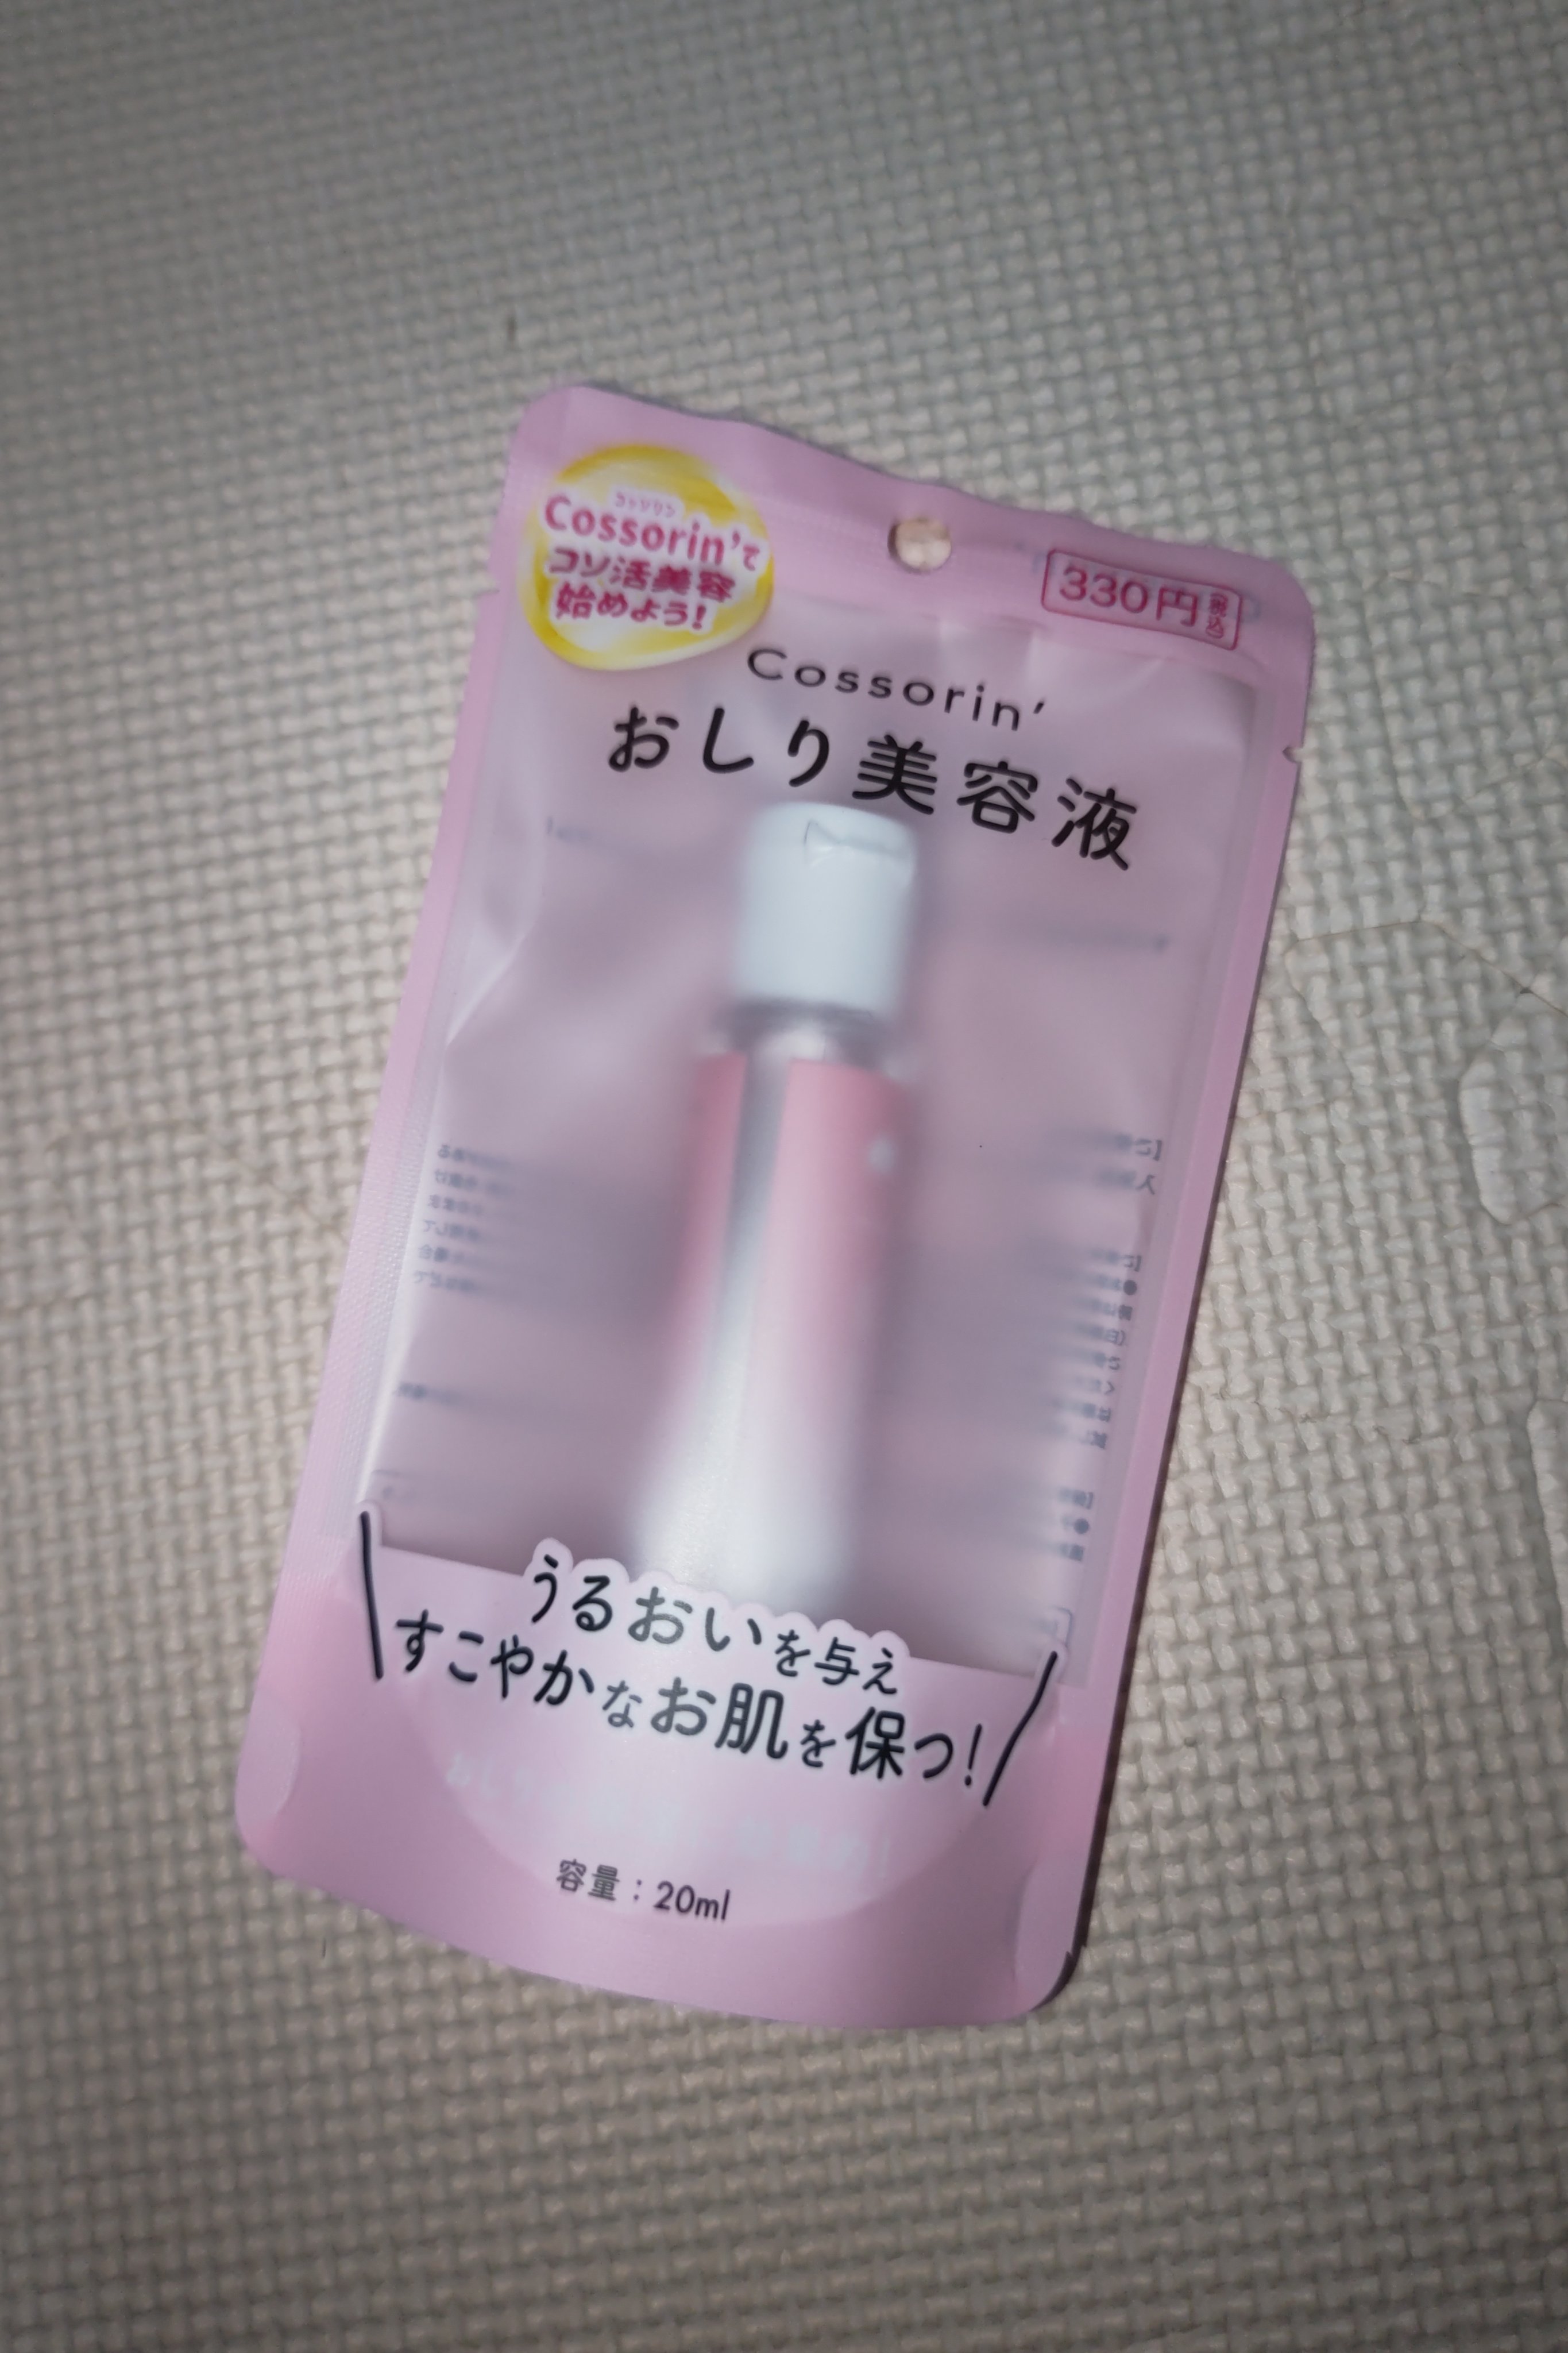 コッソリン
Cossorin'で
コソ活美容
始めよう!
330円(税込)
Cossorin'
おしり美容液
うるおいを与え
すこやかなお肌を保つ!
容量：20ml